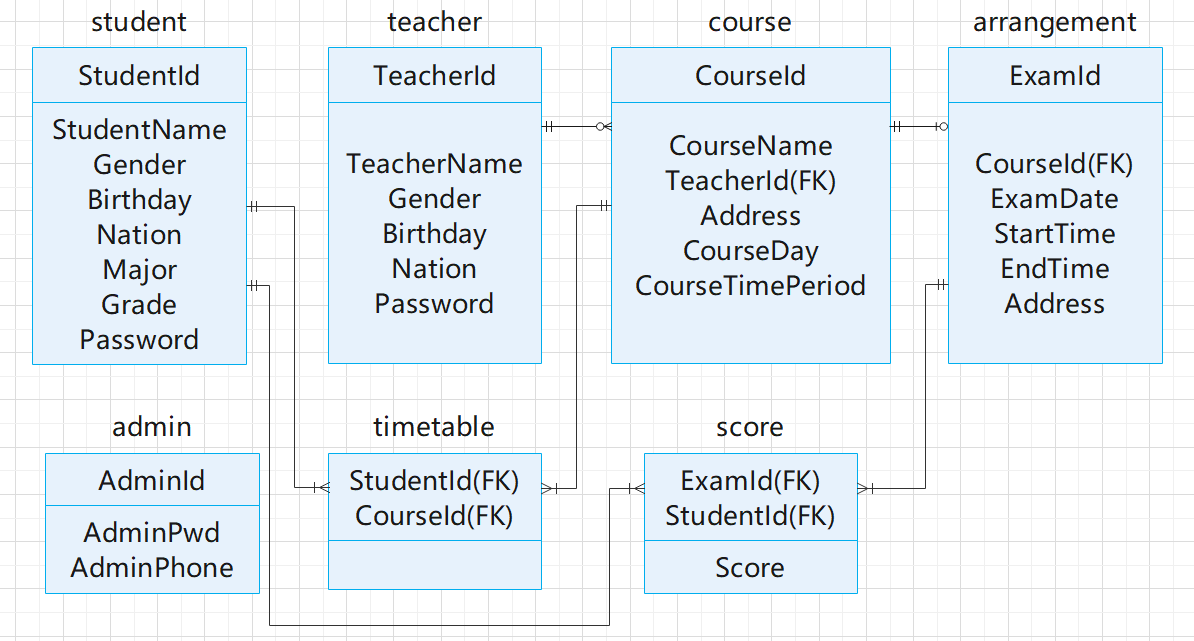 student
StudentId
StudentName
Gender
Birthday
Nation
Major
Grade
Password
teacher
TeacherId
TeacherName
Gender
Birthday
Nation
Password
course
CourseId
CourseName
TeacherId(FK)
Address
CourseDay
CourseTimePeriod
arrangement
ExamId
CourseId(FK)
ExamDate
StartTime
EndTime
Address
admin
AdminId
AdminPwd
AdminPhone
timetable
StudentId(FK)
CourseId(FK)
score
ExamId(FK)
StudentId(FK)
Score